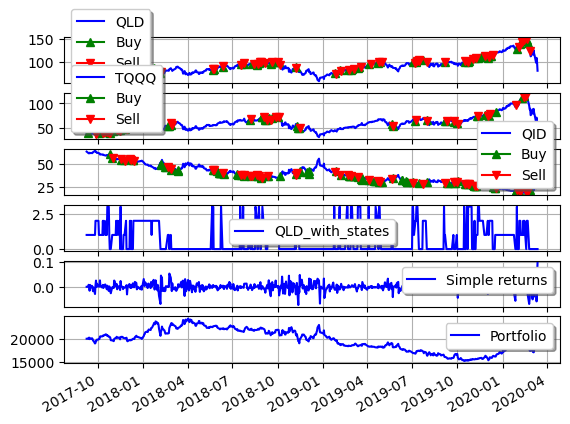 QLD
Buy
Sell
150
100
TQQQ
Buy
Sell
100
50
QID
Buy
Sell
50
25
QLD_with_states
2.5
0.0
Simple returns
0.1
0.0
Portfolio
20000
15000
2017-10 2018-01 2018-04 2018-07 2018-10 2019-01 2019-04 2019-07 2019-10 2020-01 2020-04